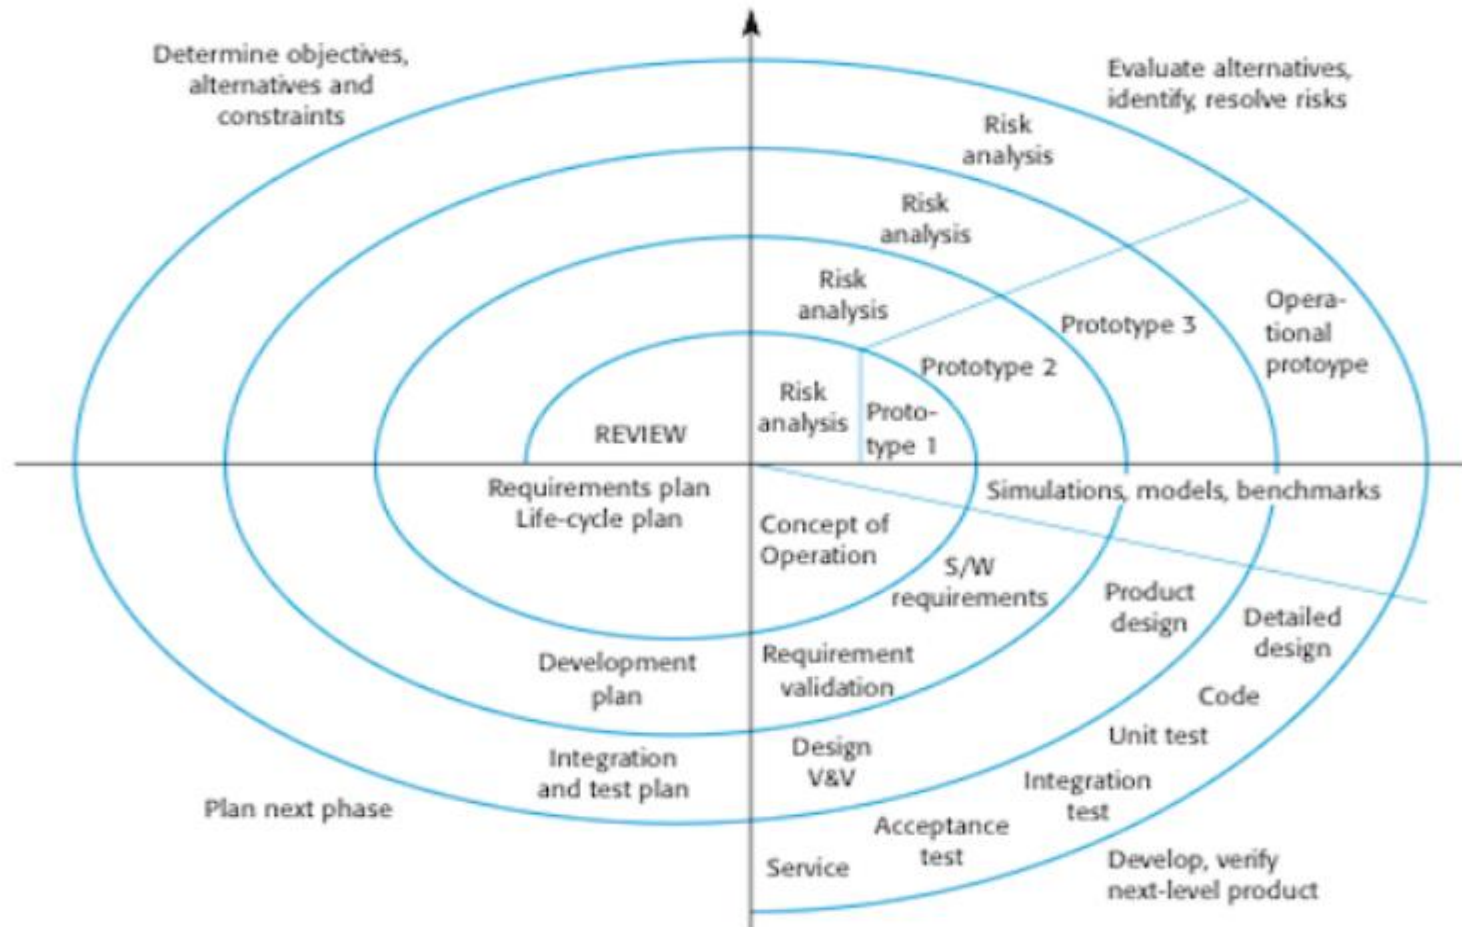 Determine objectives,
alternatives and
constraints
Evaluate alternatives,
identify, resolve risks
Risk
analysis
Risk
analysis
Risk
analysis
Risk
analysis
Proto-
type 1
Prototype 2
Prototype 3
Opera-
tional
protoype
REVIEW
Requirements plan
Life-cycle plan
Simulations, models, benchmarks
Concept of
Operation
S/W
requirements
Product
design
Detailed
design
Development
plan
Requirement
validation
Code
Unit test
Integration
and test plan
Design
V&V
Integration
test
Plan next phase
Acceptance
test
Service
Develop, verify
next-level product